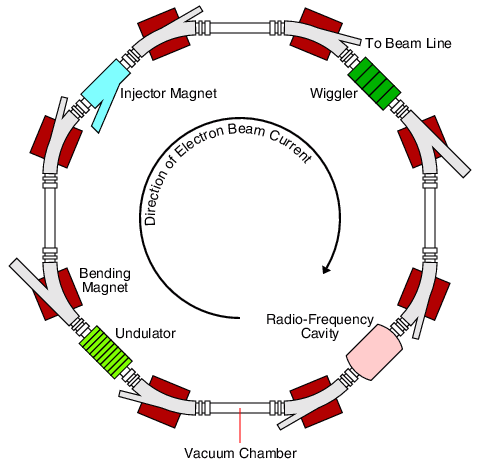 To Beam Line
Injector Magnet
Wiggler
Direction of Electron Beam Current
Bending
Magnet
Undulator
Radio-Frequency
Cavity
Vacuum Chamber